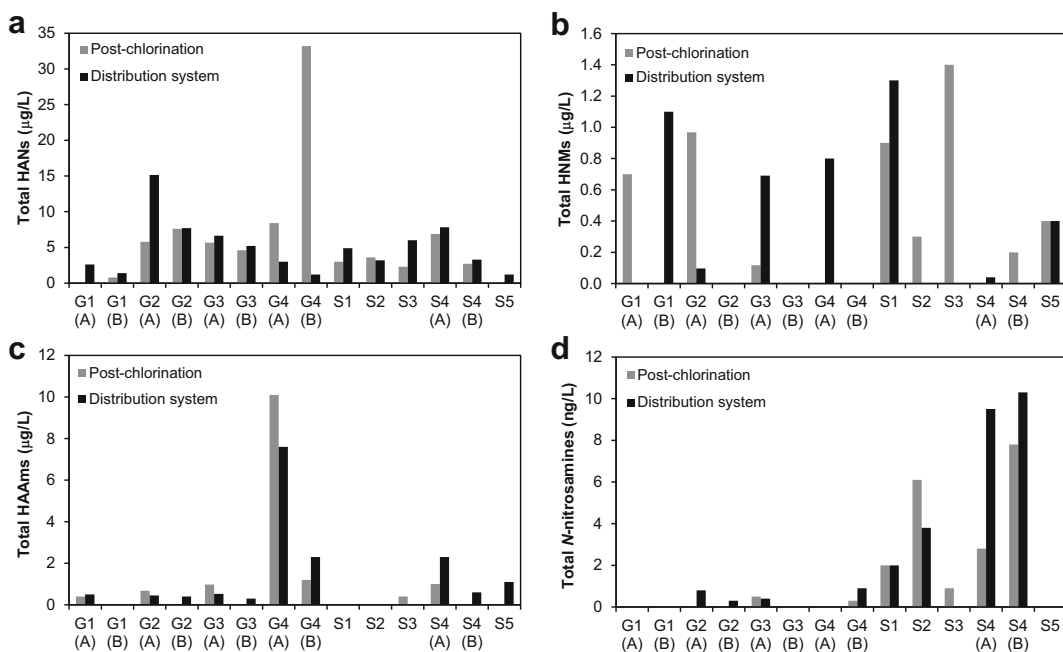 a
Post-chlorination
Distribution system
Total HANs (µg/L)
35
30
25
20
15
10
5
0
G1 G1 G2 G2 G3 G3 G4 G4 S1 S2 S3 S4 S4 S5
(A) (B) (A) (B) (A) (B) (A) (B) (A) (B)
b
Post-chlorination
Distribution system
Total HNMs (µg/L)
1.6
1.4
1.2
1.0
0.8
0.6
0.4
0.2
0.0
G1 G1 G2 G2 G3 G3 G4 G4 S1 S2 S3 S4 S4 S5
(A) (B) (A) (B) (A) (B) (A) (B) (A) (B)
c
Post-chlorination
Distribution system
Total HAAms (µg/L)
12
10
8
6
4
2
0
G1 G1 G2 G2 G3 G3 G4 G4 S1 S2 S3 S4 S4 S5
(A) (B) (A) (B) (A) (B) (A) (B) (A) (B)
d
Post-chlorination
Distribution system
Total N-nitrosamines (ng/L)
12
10
8
6
4
2
0
G1 G1 G2 G2 G3 G3 G4 G4 S1 S2 S3 S4 S4 S5
(A) (B) (A) (B) (A) (B) (A) (B) (A) (B)